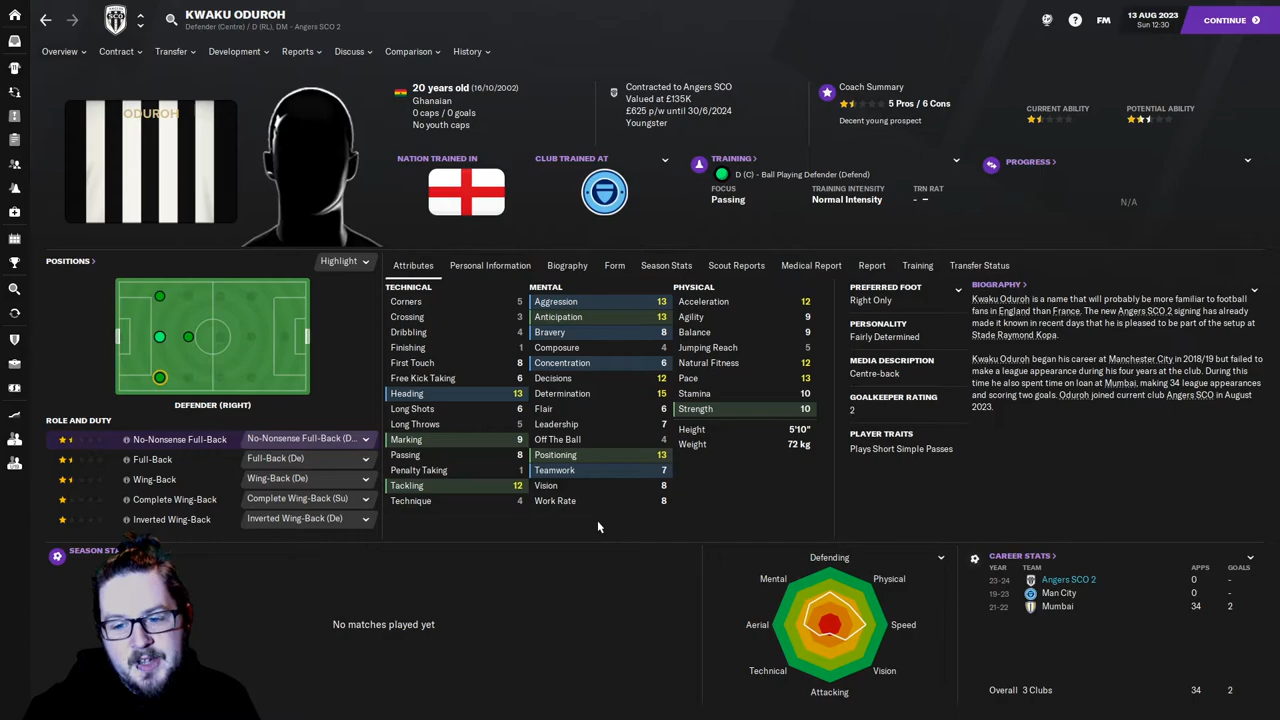 KWAKU ODUROH
Defender (Centre) / D (RL), DM - Angers SCO 2
FM
13 AUG 2023
Sun 12:30
CONTINUE
Overview
Contract
Transfer
Development
Reports
Discuss
Comparison
History
ODUROH
20 years old (16/10/2002)
Ghanaian
0 caps / 0 goals
No youth caps
Contracted to Angers SCO
Valued at £135K
£625 p/w until 30/6/2024
Youngster
Coach Summary
5 Pros / 6 Cons
Decent young prospect
CURRENT ABILITY
POTENTIAL ABILITY
NATION TRAINED IN
CLUB TRAINED AT
TRAINING >
D (C) - Ball Playing Defender (Defend)
FOCUS
Passing
TRAINING INTENSITY
Normal Intensity
TRN RAT
- -
PROGRESS >
N/A
POSITIONS >
Highlight
DEFENDER (RIGHT)
ROLE AND DUTY
No-Nonsense Full-Back No-Nonsense Full-Back (D...
Full-Back Full-Back (De)
Wing-Back Wing-Back (De)
Complete Wing-Back Complete Wing-Back (Su)
Inverted Wing-Back Inverted Wing-Back (De)
Attributes
Personal Information
Biography
Form
Season Stats
Scout Reports
Medical Report
Report
Training
Transfer Status
TECHNICAL
Corners 5
Crossing 3
Dribbling 4
Finishing 1
First Touch 8
Free Kick Taking 6
Heading 13
Long Shots 6
Long Throws 5
Marking 9
Passing 8
Penalty Taking 1
Tackling 12
Technique 4
MENTAL
Aggression 13
Anticipation 13
Bravery 8
Composure 4
Concentration 6
Decisions 12
Determination 15
Flair 6
Leadership 7
Off The Ball 4
Positioning 13
Teamwork 7
Vision 8
Work Rate 8
PHYSICAL
Acceleration 12
Agility 9
Balance 9
Jumping Reach 5
Natural Fitness 12
Pace 13
Stamina 10
Strength 10
Height 5'10"
Weight 72 kg
PREFERRED FOOT
Right Only
PERSONALITY
Fairly Determined
MEDIA DESCRIPTION
Centre-back
GOALKEEPER RATING
2
PLAYER TRAITS
Plays Short Simple Passes
BIOGRAPHY >
Kwaku Oduroh is a name that will probably be more familiar to football
fans in England than France. The new Angers SCO 2 signing has
already made it known in recent days that he is pleased to be part of the setup at
Stade Raymond Kopa.
Kwaku Oduroh began his career at Manchester City in 2018/19 but failed to
make a league appearance during his four years at the club. During this
time he also spent time on loan at Mumbai, making 34 league appearances
and scoring two goals. Oduroh joined current club Angers SCO in August
2023.
SEASON STA
No matches played yet
Defending
Physical
Speed
Vision
Attacking
Technical
Aerial
Mental
CAREER STATS >
YEAR TEAM APPS GOALS
23-24 Angers SCO 2 0 -
19-23 Man City 0 -
21-22 Mumbai 34 2
Overall 3 Clubs 34 2